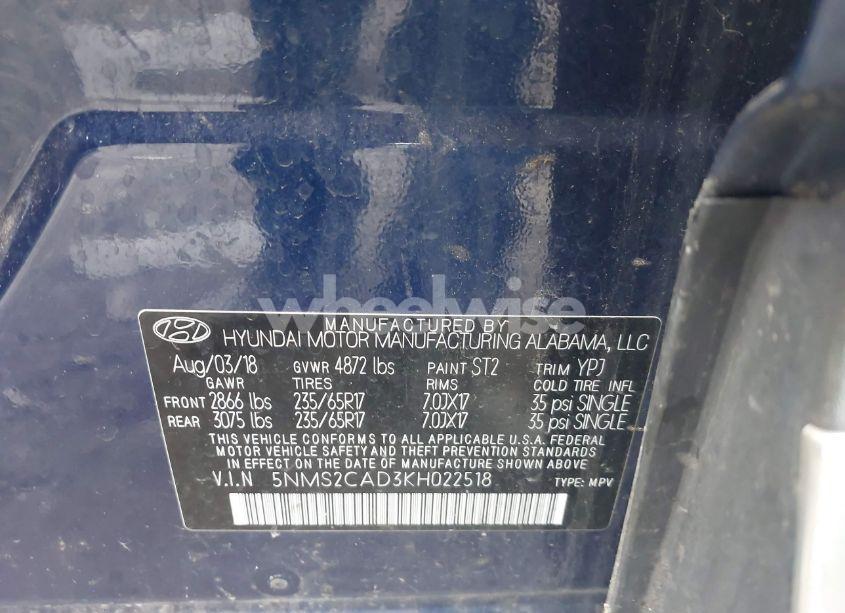 wheelwise
MANUFACTURED BY
HYUNDAI MOTOR MANUFACTURING ALABAMA, LLC
Aug/03/18 GVWR 4872 lbs PAINT ST2 TRIM YPJ
GAWR TIRES RIMS COLD TIRE INFL
FRONT 2866 lbs 235/65R17 7.0JX17 35 psi SINGLE
REAR 3075 lbs 235/65R17 7.0JX17 35 psi SINGLE
THIS VEHICLE CONFORMS TO ALL APPLICABLE U.S.A. FEDERAL
MOTOR VEHICLE SAFETY AND THEFT PREVENTION STANDARDS
IN EFFECT ON THE DATE OF MANUFACTURE SHOWN ABOVE.
V.I.N 5NMS2CAD3KH022518 TYPE: MPV